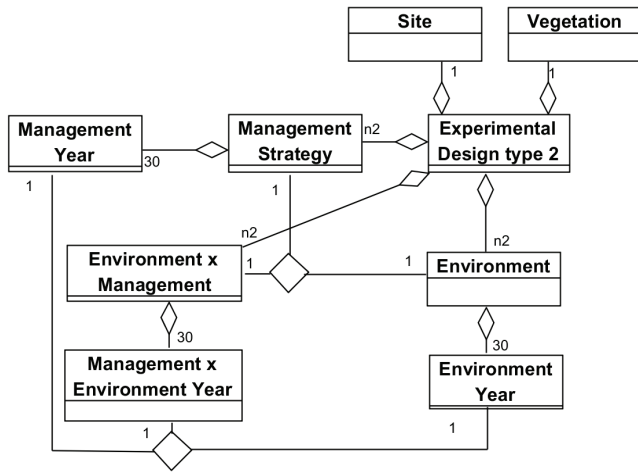 Site
Vegetation
1
1
Management
Year
30
Management
Strategy
n2
Experimental
Design type 2
1
1
n2
n2
Environment x
Management
1
1
Environment
30
30
Management x
Environment Year
Environment
Year
1
1